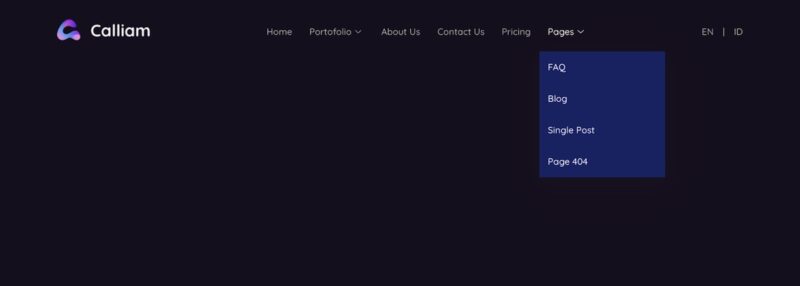 Calliam
Home Portofolio About Us Contact Us Pricing Pages EN | ID
FAQ
Blog
Single Post
Page 404